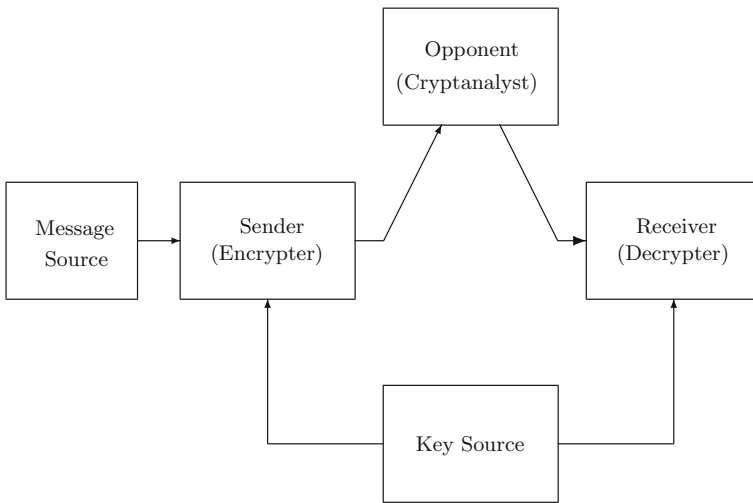 Opponent
(Cryptanalyst)
Message
Source
Sender
(Encrypter)
Receiver
(Decrypter)
Key Source